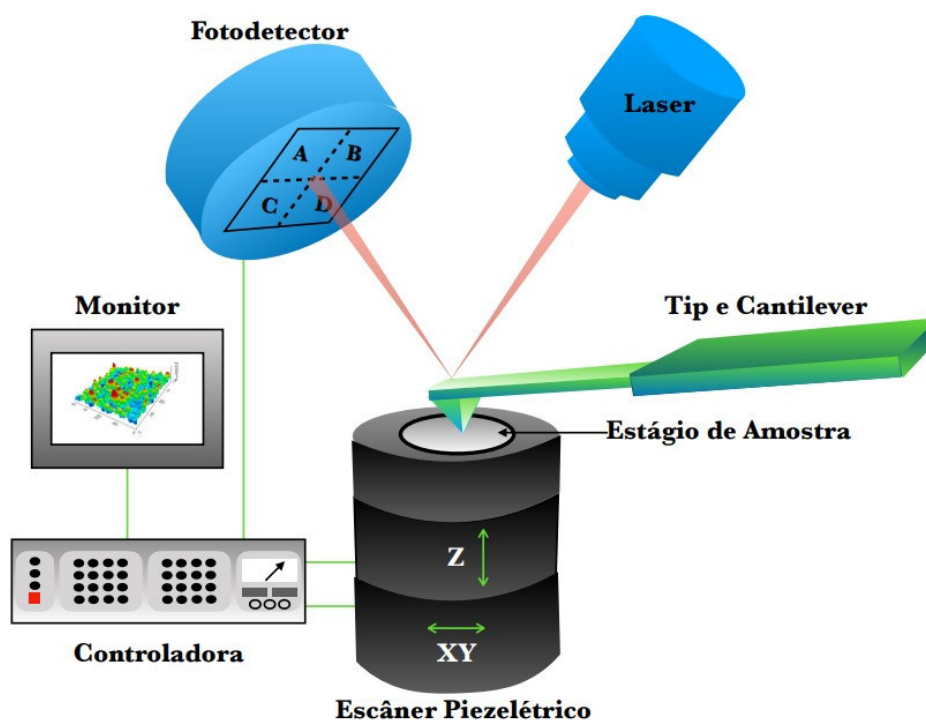 Fotodetector
Laser
A
B
C
D
Monitor
Tip e Cantilever
Estágio de Amostra
Z
XY
Controladora
Escâner Piezelétrico